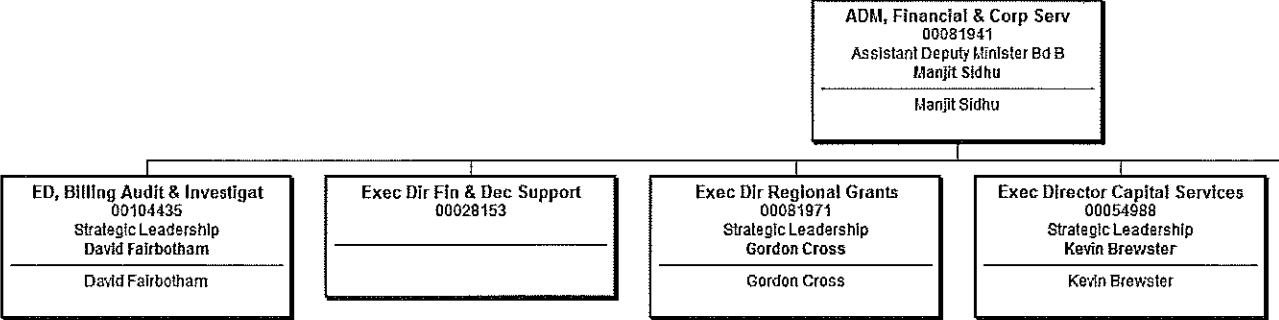 ADM, Financial & Corp Serv
00081941
Assistant Deputy Minister Bd B
Manjit Sidhu
Manjit Sidhu
ED, Billing Audit & Investigat
00104435
Strategic Leadership
David Fairbotham
David Fairbotham
Exec Dir Fin & Dec Support
00028153
Exec Dir Regional Grants
00081971
Strategic Leadership
Gordon Cross
Gordon Cross
Exec Director Capital Services
00054988
Strategic Leadership
Kevin Brewster
Kevin Brewster